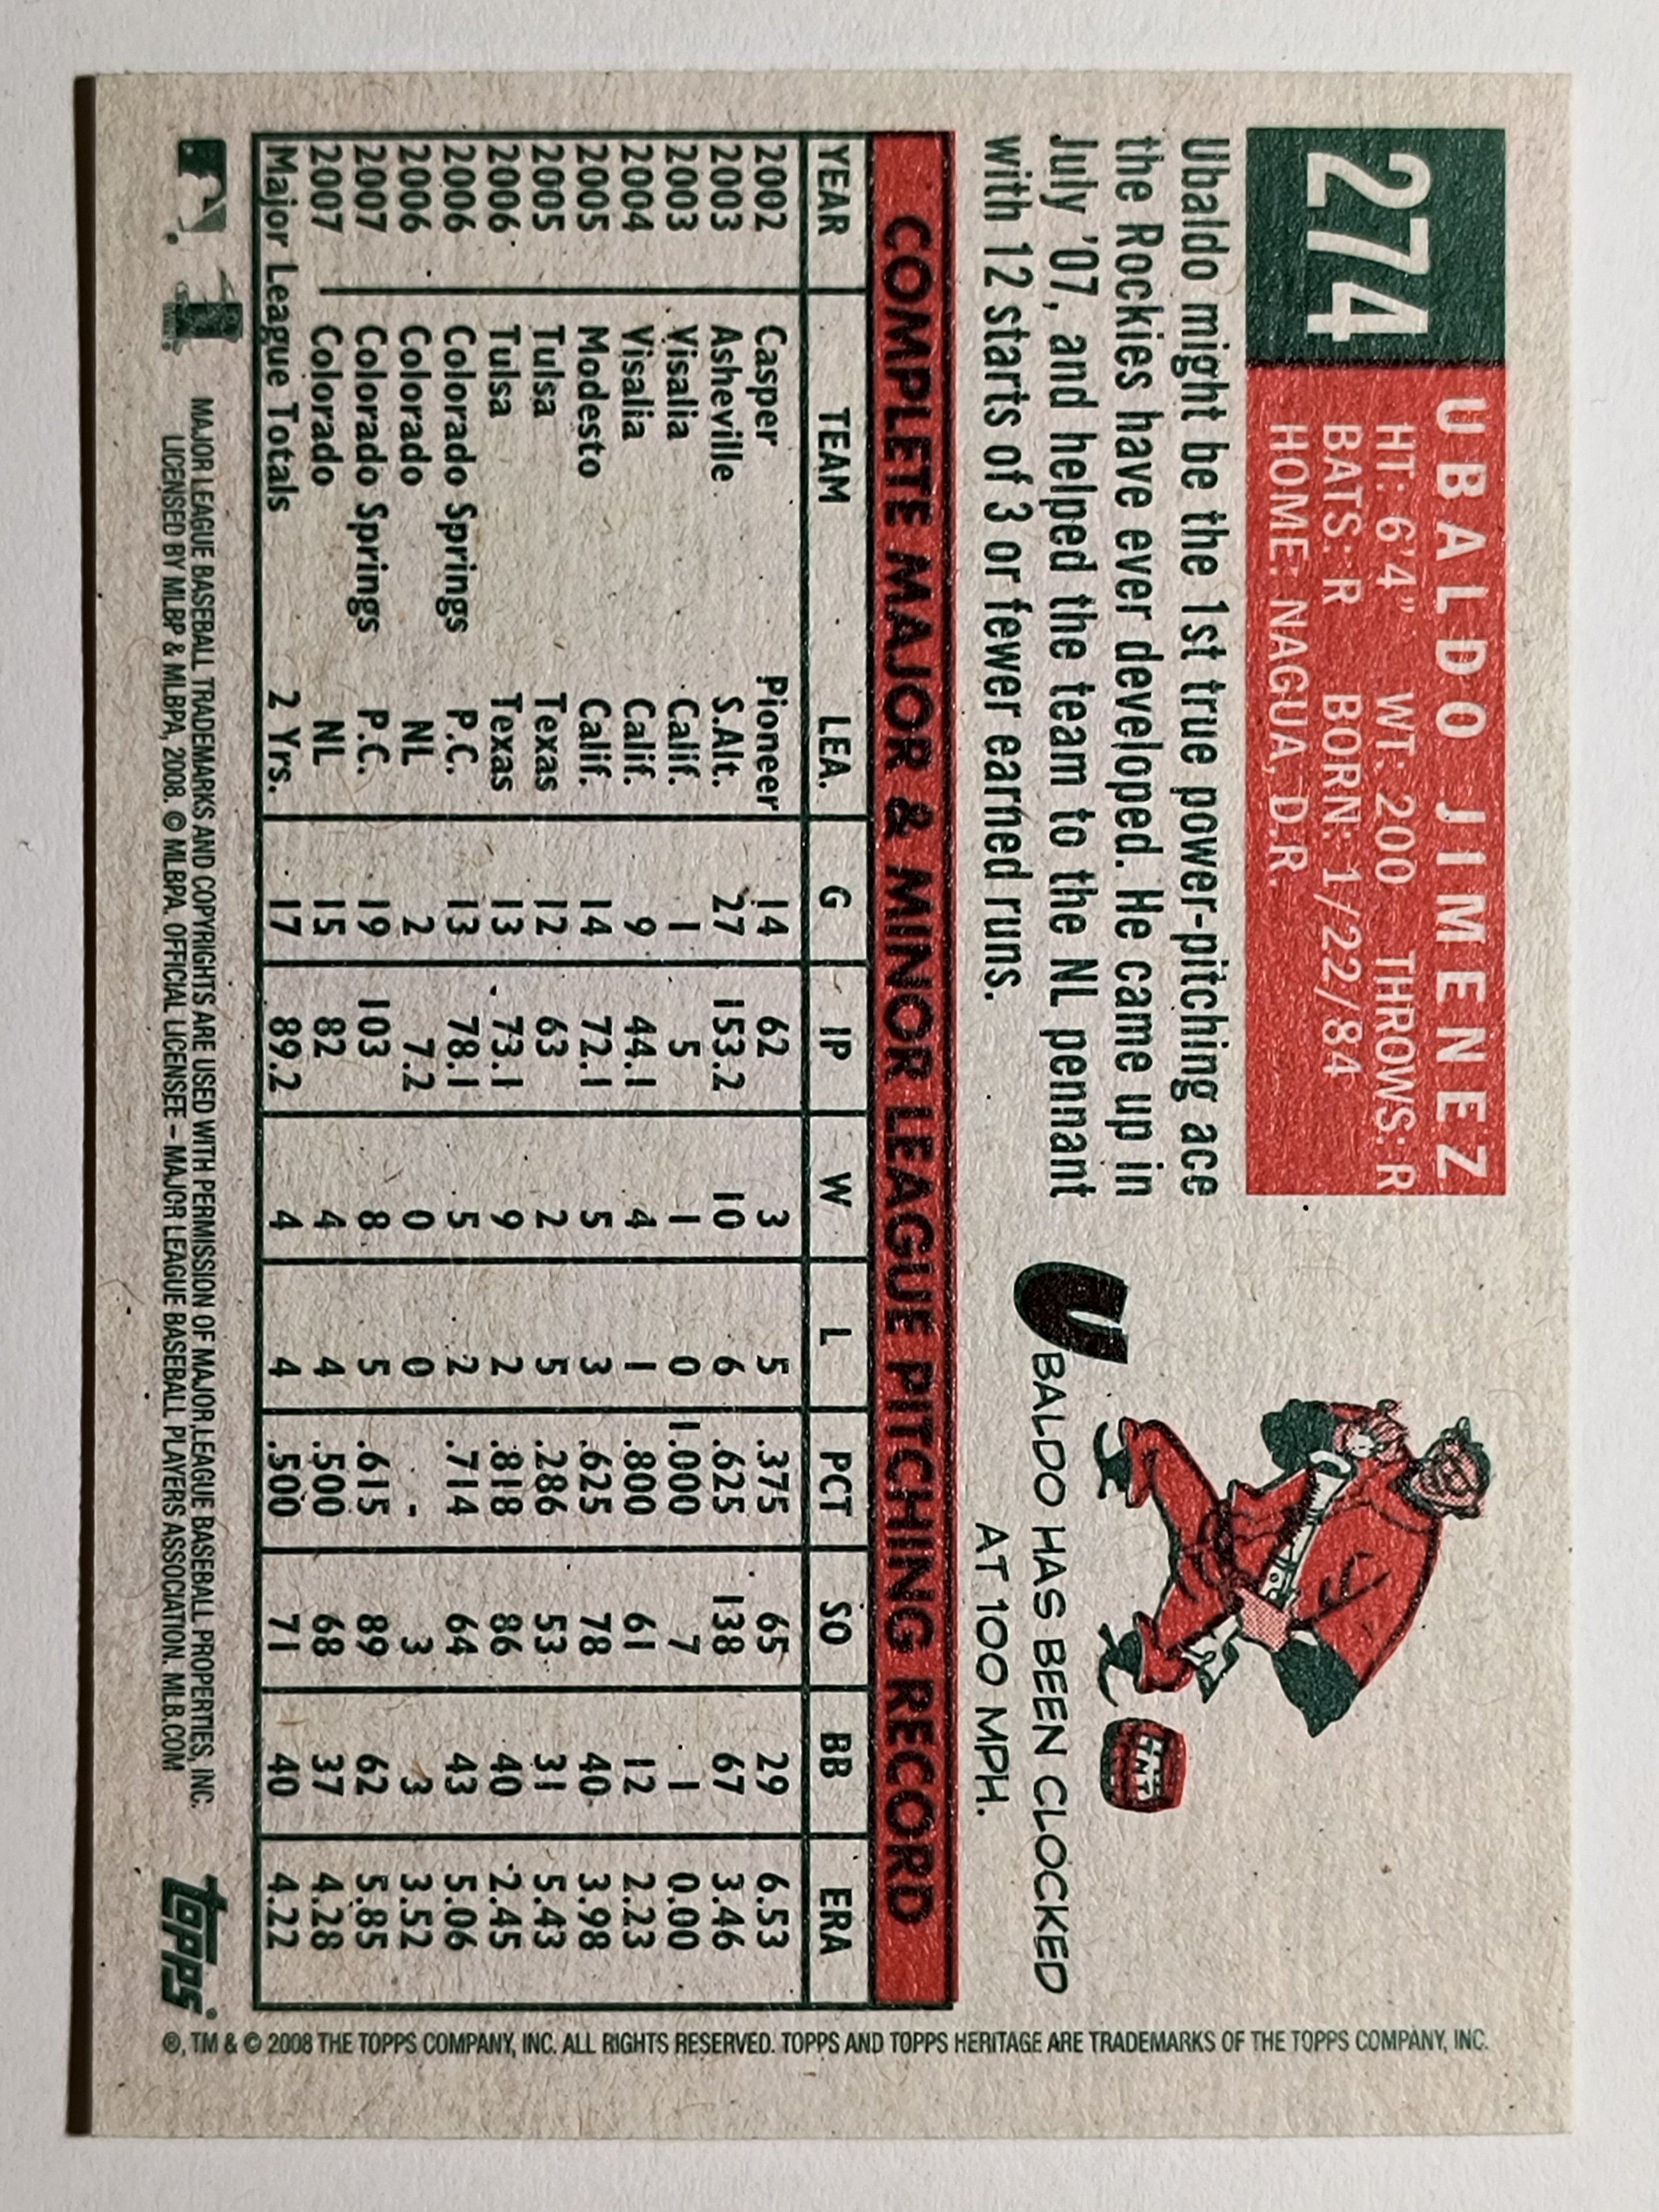 274
UBALDO JIMENEZ
HT: 6'4" WT: 200 THROWS: R
BATS: R BORN: 1/22/84
HOME: NAGUA, D.R.
Ubaldo might be the 1st true power-pitching ace
the Rockies have ever developed. He came up in
July '07, and helped the team to the NL pennant
with 12 starts of 3 or fewer earned runs.
TNT
UBALDO HAS BEEN CLOCKED
AT 100 MPH.
COMPLETE MAJOR & MINOR LEAGUE PITCHING RECORD
YEAR TEAM LEA. G IP W L PCT SO BB ERA
2002 Casper Pioneer 14 62 3 5 .375 65 29 6.53
2003 Asheville S.Alt. 27 153.2 10 6 .625 138 67 3.46
2003 Visalia Calif. 1 5 1 0 1.000 7 1 0.00
2004 Visalia Calif. 9 44.1 4 1 .800 61 12 2.23
2005 Modesto Calif. 14 72.1 5 3 .625 78 40 3.98
2005 Tulsa Texas 12 63 2 5 .286 53 31 5.43
2006 Tulsa Texas 13 73.1 9 2 .818 86 40 2.45
2006 Colorado Springs P.C. 13 78.1 5 2 .714 64 43 5.06
2006 Colorado NL 2 7.2 0 0 - 3 3 3.52
2007 Colorado Springs P.C. 19 103 8 5 .615 89 62 5.85
2007 Colorado NL 15 82 4 4 .500 68 37 4.28
Major League Totals 2 Yrs. 17 89.2 4 4 .500 71 40 4.22
MAJOR LEAGUE BASEBALL TRADEMARKS AND COPYRIGHTS ARE USED WITH PERMISSION OF MAJOR LEAGUE BASEBALL PROPERTIES, INC.
LICENSED BY MLBP & MLBPA, 2008. © MLBPA. OFFICIAL LICENSEE – MAJOR LEAGUE BASEBALL PLAYERS ASSOCIATION. MLB.COM
topps
®, TM & © 2008 THE TOPPS COMPANY, INC. ALL RIGHTS RESERVED. TOPPS AND TOPPS HERITAGE ARE TRADEMARKS OF THE TOPPS COMPANY, INC.